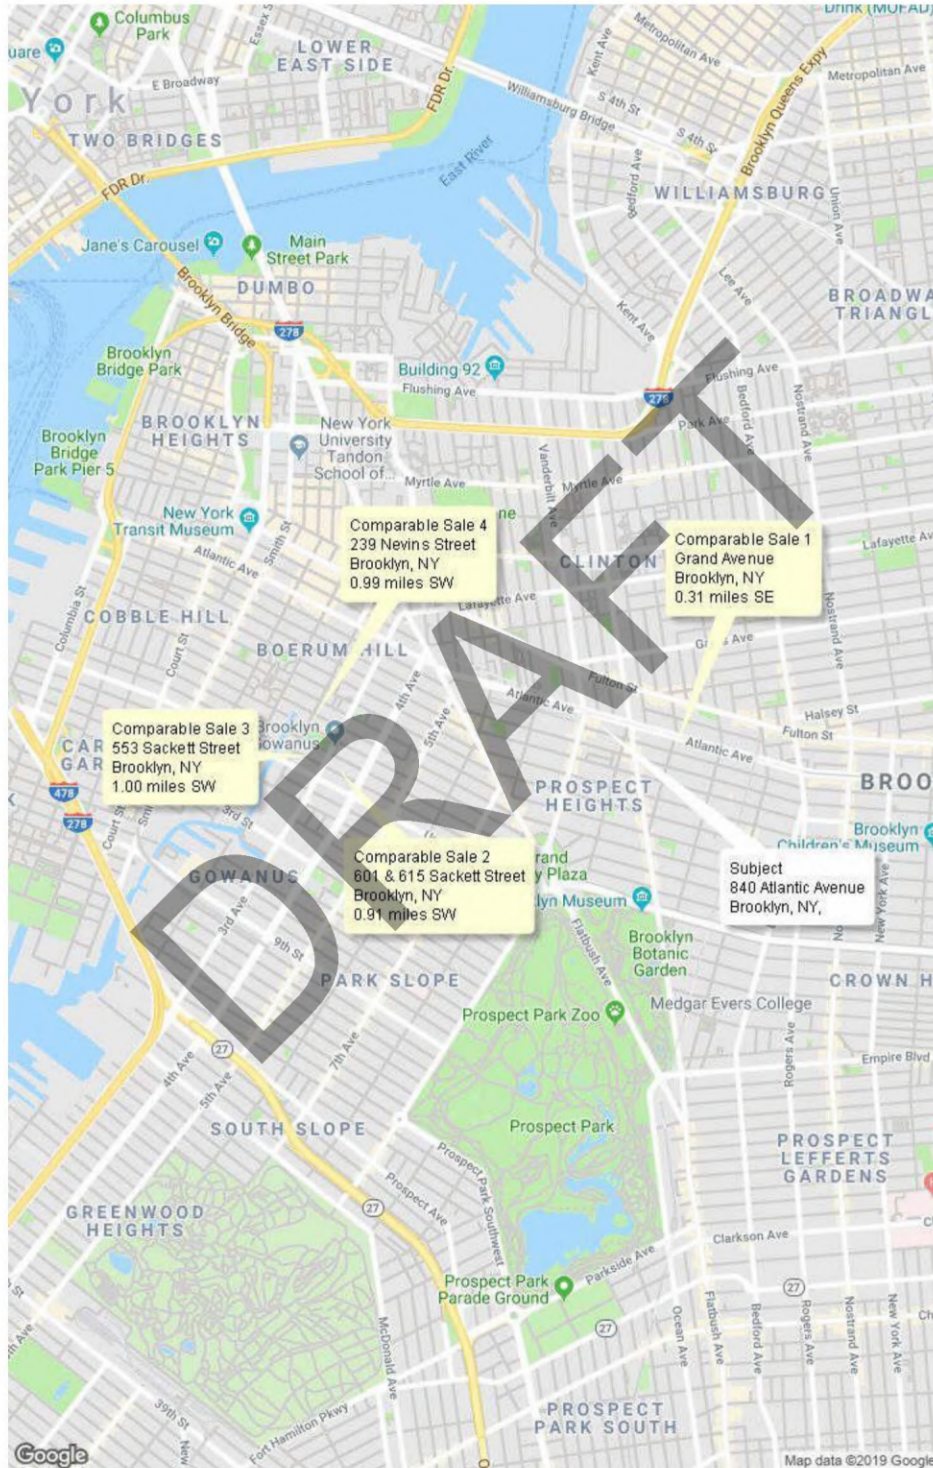 Drink (MOFAD)
Columbus
Park
Essex S
LOWER
EAST SIDE
Kent Ave
Metropolitan Ave
Brooklyn Queens Expy
Metropolitan Ave
E Broadway
FDR Dr.
Williamsburg Bridge
S 4th St
S 4th St
York
TWO BRIDGES
East River
FDR Dr.
WILLIAMSBURG
Union Ave
Jane's Carousel
Main
Street Park
Brooklyn Bridge
DUMBO
278
Kent Ave
Lee Ave
Brooklyn
Bridge Park
Building 92
Flushing Ave
278
Flushing Ave
Bedford Ave
Nostrand Ave
Park Ave
BROOKLYN
HEIGHTS
New York
University
Tandon
School of...
Brooklyn
Bridge
Park Pier 5
Vanderbilt Ave
Myrtle Ave
Myrtle Ave
New York
Transit Museum
Smith St
Atlantic Ave
Comparable Sale 4
239 Nevins Street
Brooklyn, NY
0.99 miles SW
CLINTON
Comparable Sale 1
Grand Avenue
Brooklyn, NY
0.31 miles SE
Lafayette Av
Lafayette Ave
Columbia St
COBBLE HILL
Court St
BOERUM HILL
4th Ave
5th Ave
Atlantic Ave
Fulton St
Nostrand Ave
Halsey St
Fulton St
Atlantic Ave
Comparable Sale 3
553 Sackett Street
Brooklyn, NY
1.00 miles SW
Brooklyn
478
278
Court St
3rd St
PROSPECT
HEIGHTS
BROO
Brooklyn
Children's Museum
Comparable Sale 2
601 & 615 Sackett Street
Brooklyn, NY
0.91 miles SW
Subject
840 Atlantic Avenue
Brooklyn, NY,
GOWANUS
3rd Ave
9th St
New York Ave
Flatbush Ave
Brooklyn
Botanic
Garden
PARK SLOPE
CROWN H
Prospect Park Zoo
Medgar Evers College
27
4th Ave
5th Ave
7th Ave
Rogers Ave
Empire Blvd
SOUTH SLOPE
Prospect Park
Prospect Park Southwest
PROSPECT
LEFFERTS
GARDENS
27
Prospect Ave
GREENWOOD
HEIGHTS
Clarkson Ave
Parkside Ave
Prospect Park
Parade Ground
27
27
McDonald Ave
Ocean Ave
Flatbush Ave
Bedford Ave
Rogers Ave
Nostrand Ave
New York Ave
39th St
Fort Hamilton Pkwy
PROSPECT
PARK SOUTH
Google
Map data ©2019 Google
DRAFT